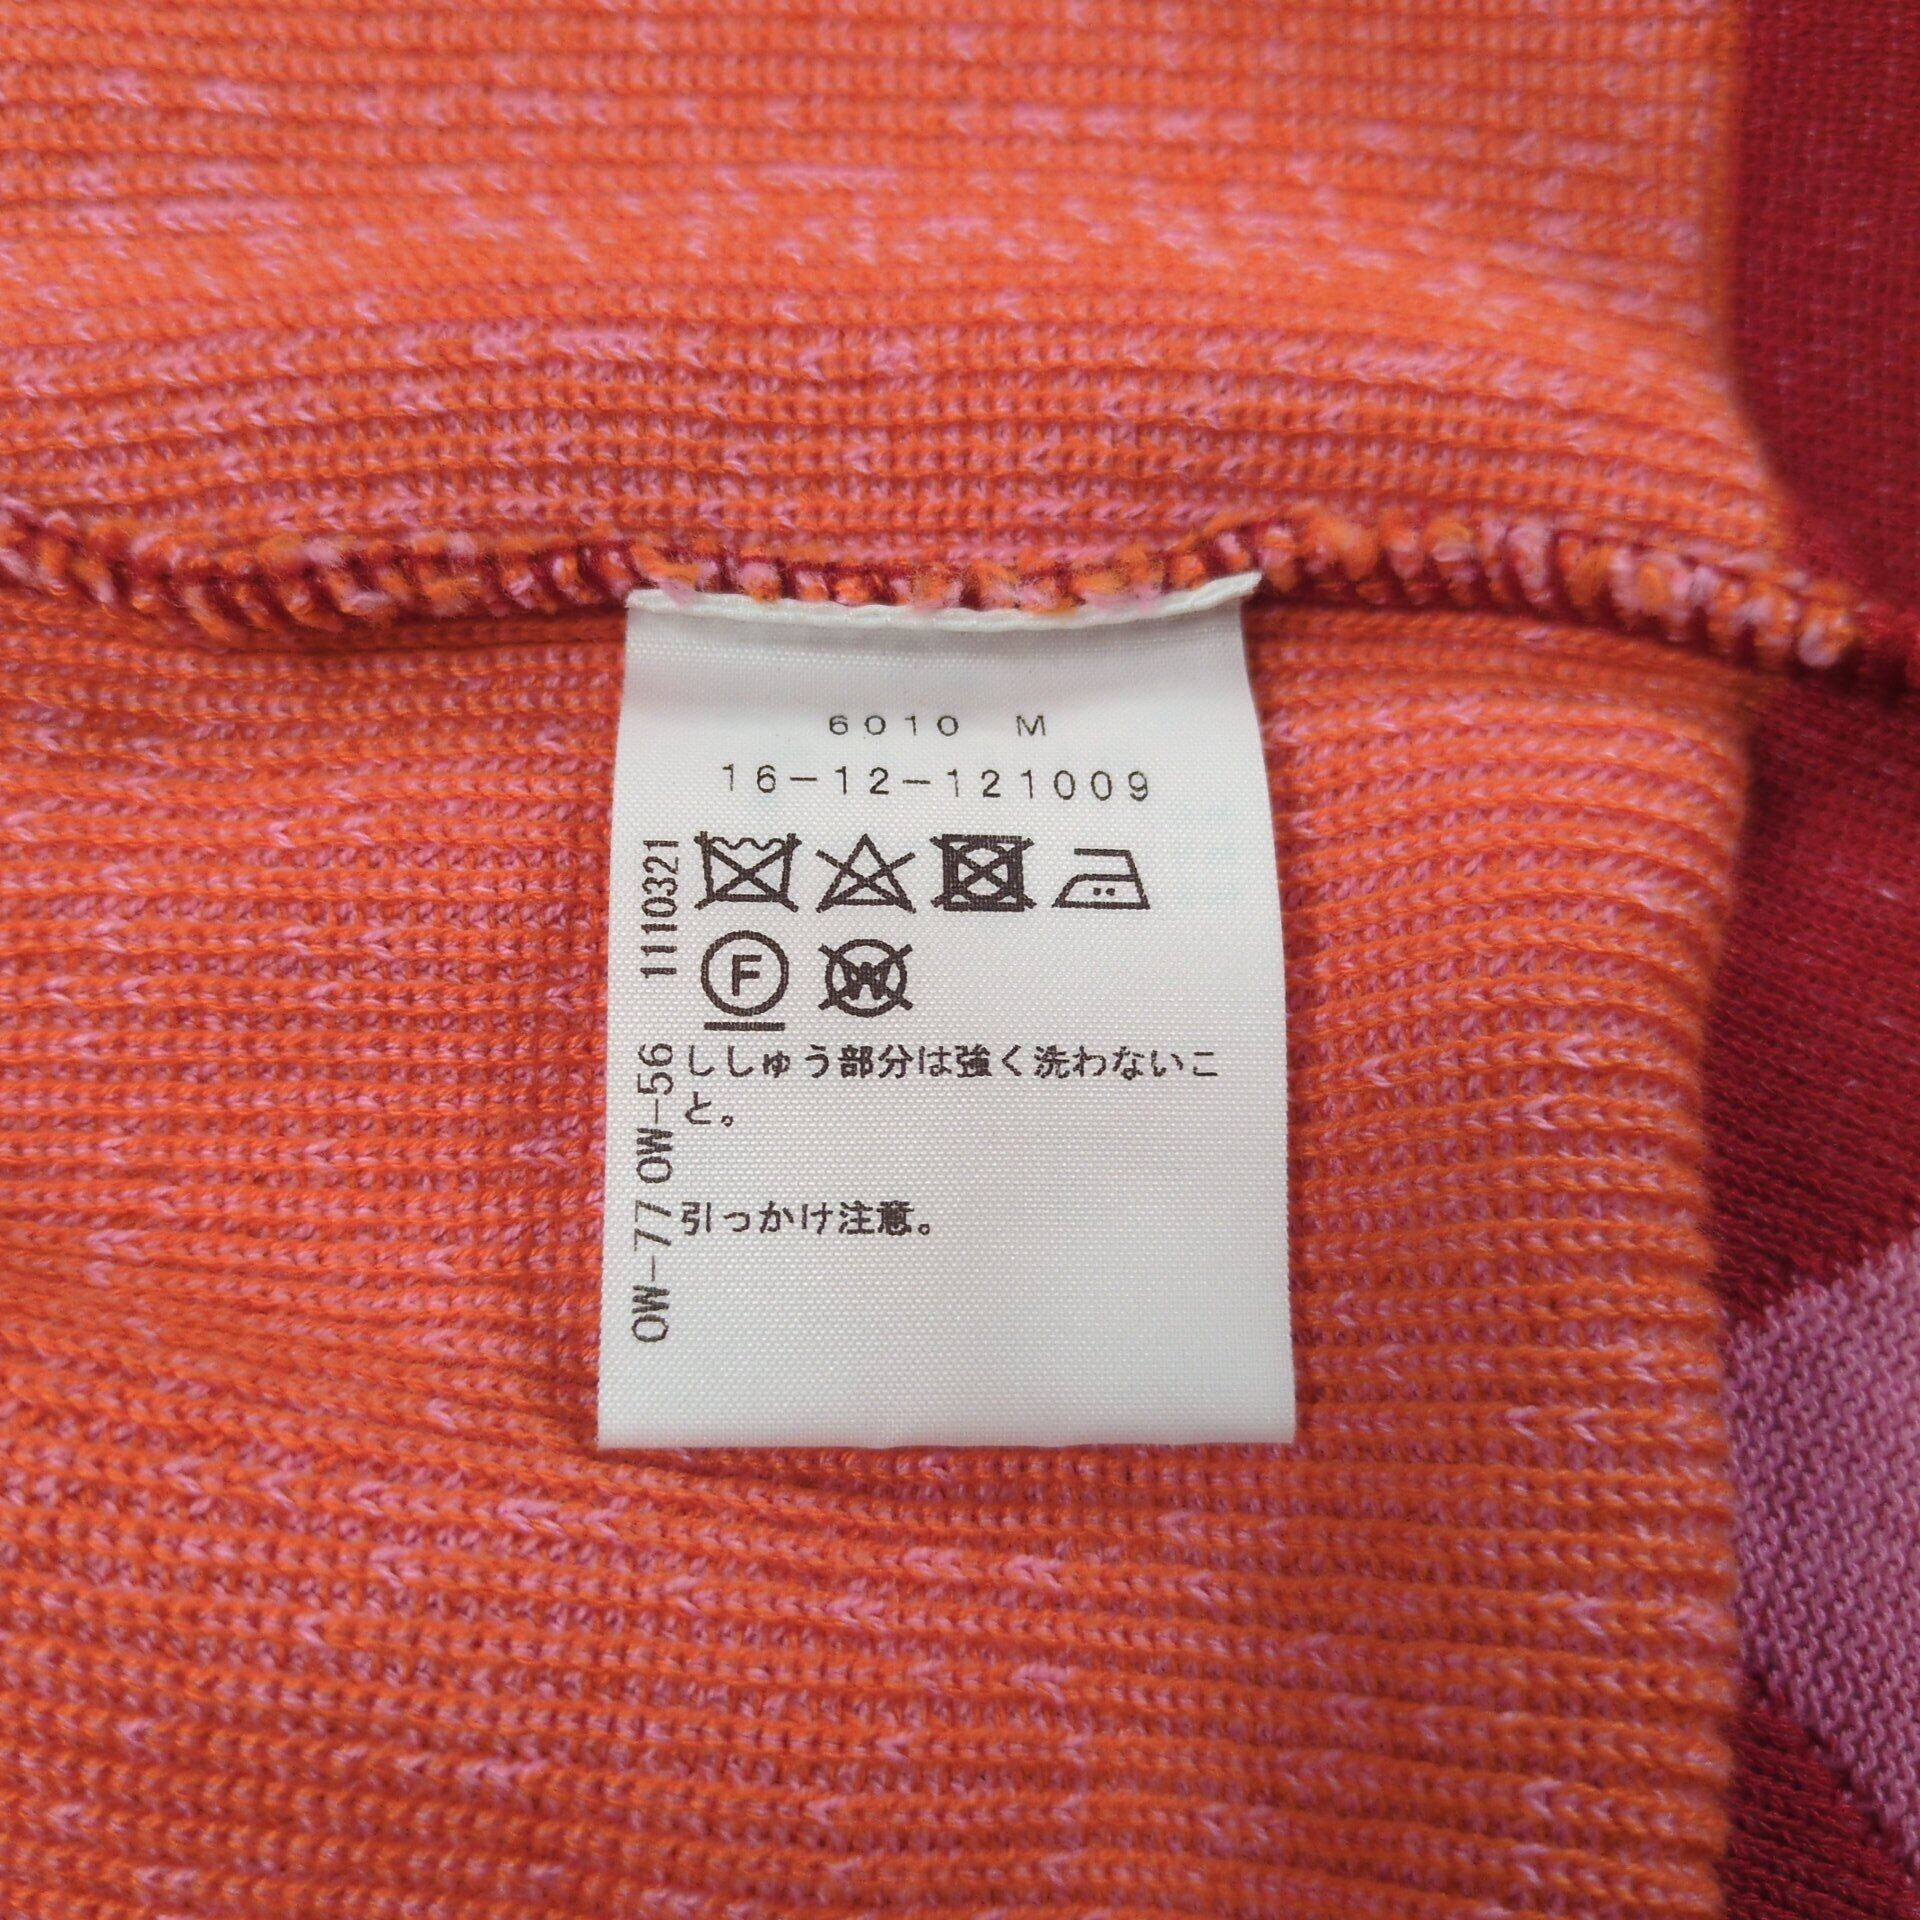 6010 M
16-12-121009
F
W
ししゅう部分は強く洗わないこ
と。
引っかけ注意。
OW-77 OW-56 1110321